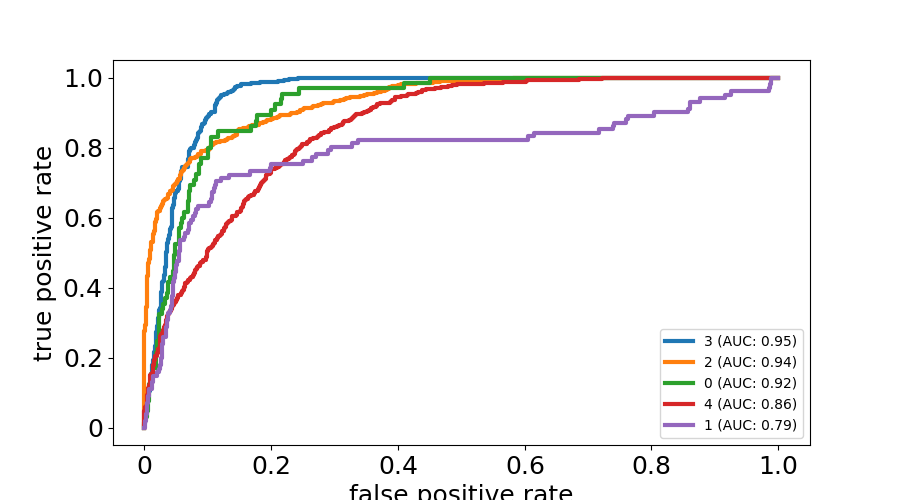 1.0
0.8
0.6
0.4
0.2
0
true positive rate
0 0.2 0.4 0.6 0.8 1.0
false positive rate
3 (AUC: 0.95)
2 (AUC: 0.94)
0 (AUC: 0.92)
4 (AUC: 0.86)
1 (AUC: 0.79)